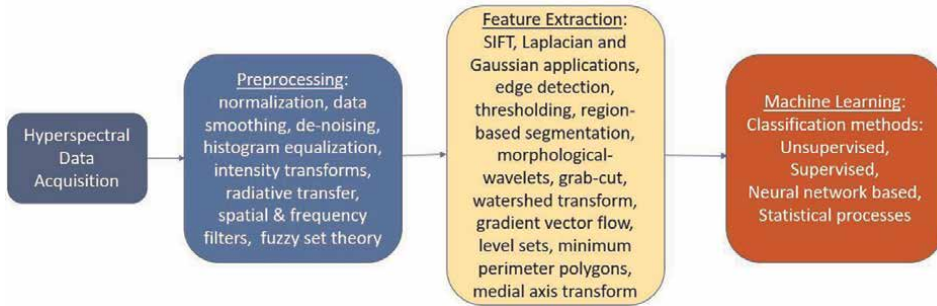 Hyperspectral
Data
Acquisition
Preprocessing:
normalization, data
smoothing, de-noising,
histogram equalization,
intensity transforms,
radiative transfer,
spatial & frequency
filters, fuzzy set theory
Feature Extraction:
SIFT, Laplacian and
Gaussian applications,
edge detection,
thresholding, region-
based segmentation,
morphological-
wavelets, grab-cut,
watershed transform,
gradient vector flow,
level sets, minimum
perimeter polygons,
medial axis transform
Machine Learning:
Classification methods:
Unsupervised,
Supervised,
Neural network based,
Statistical processes